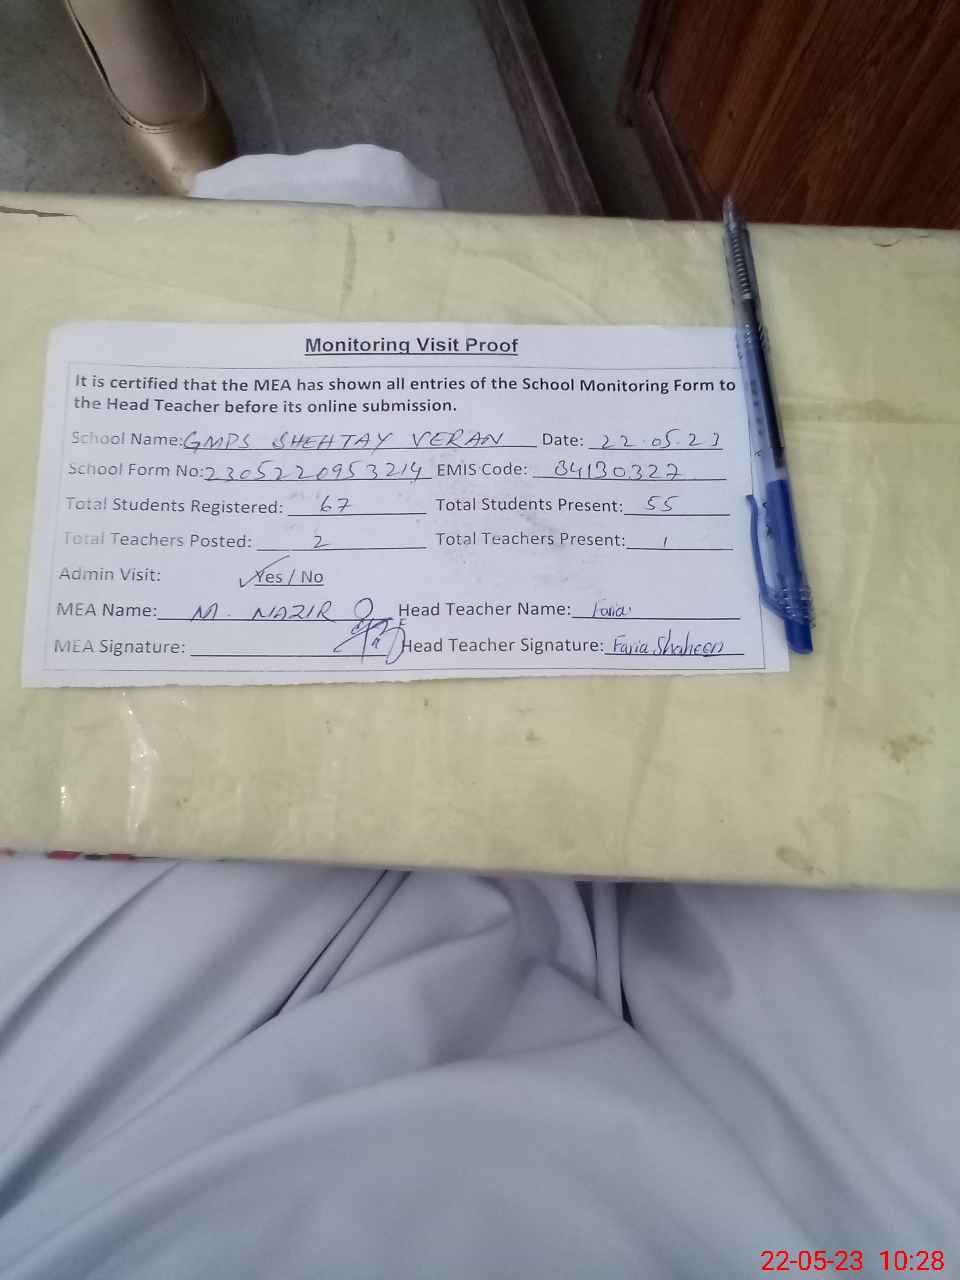 Monitoring Visit Proof
It is certified that the MEA has shown all entries of the School Monitoring Form to
the Head Teacher before its online submission.
School Name: GMPS SHEHTAY VERAN Date: 22.05.23
School Form No: 2305220953214 EMIS Code: 34130327
Total Students Registered: 67 Total Students Present: 55
Total Teachers Posted: 2 Total Teachers Present: 1
Admin Visit: Yes / No
MEA Name: M. NAZIR Head Teacher Name: Faria
MEA Signature: Head Teacher Signature: Faria Shaheen
22-05-23 10:28